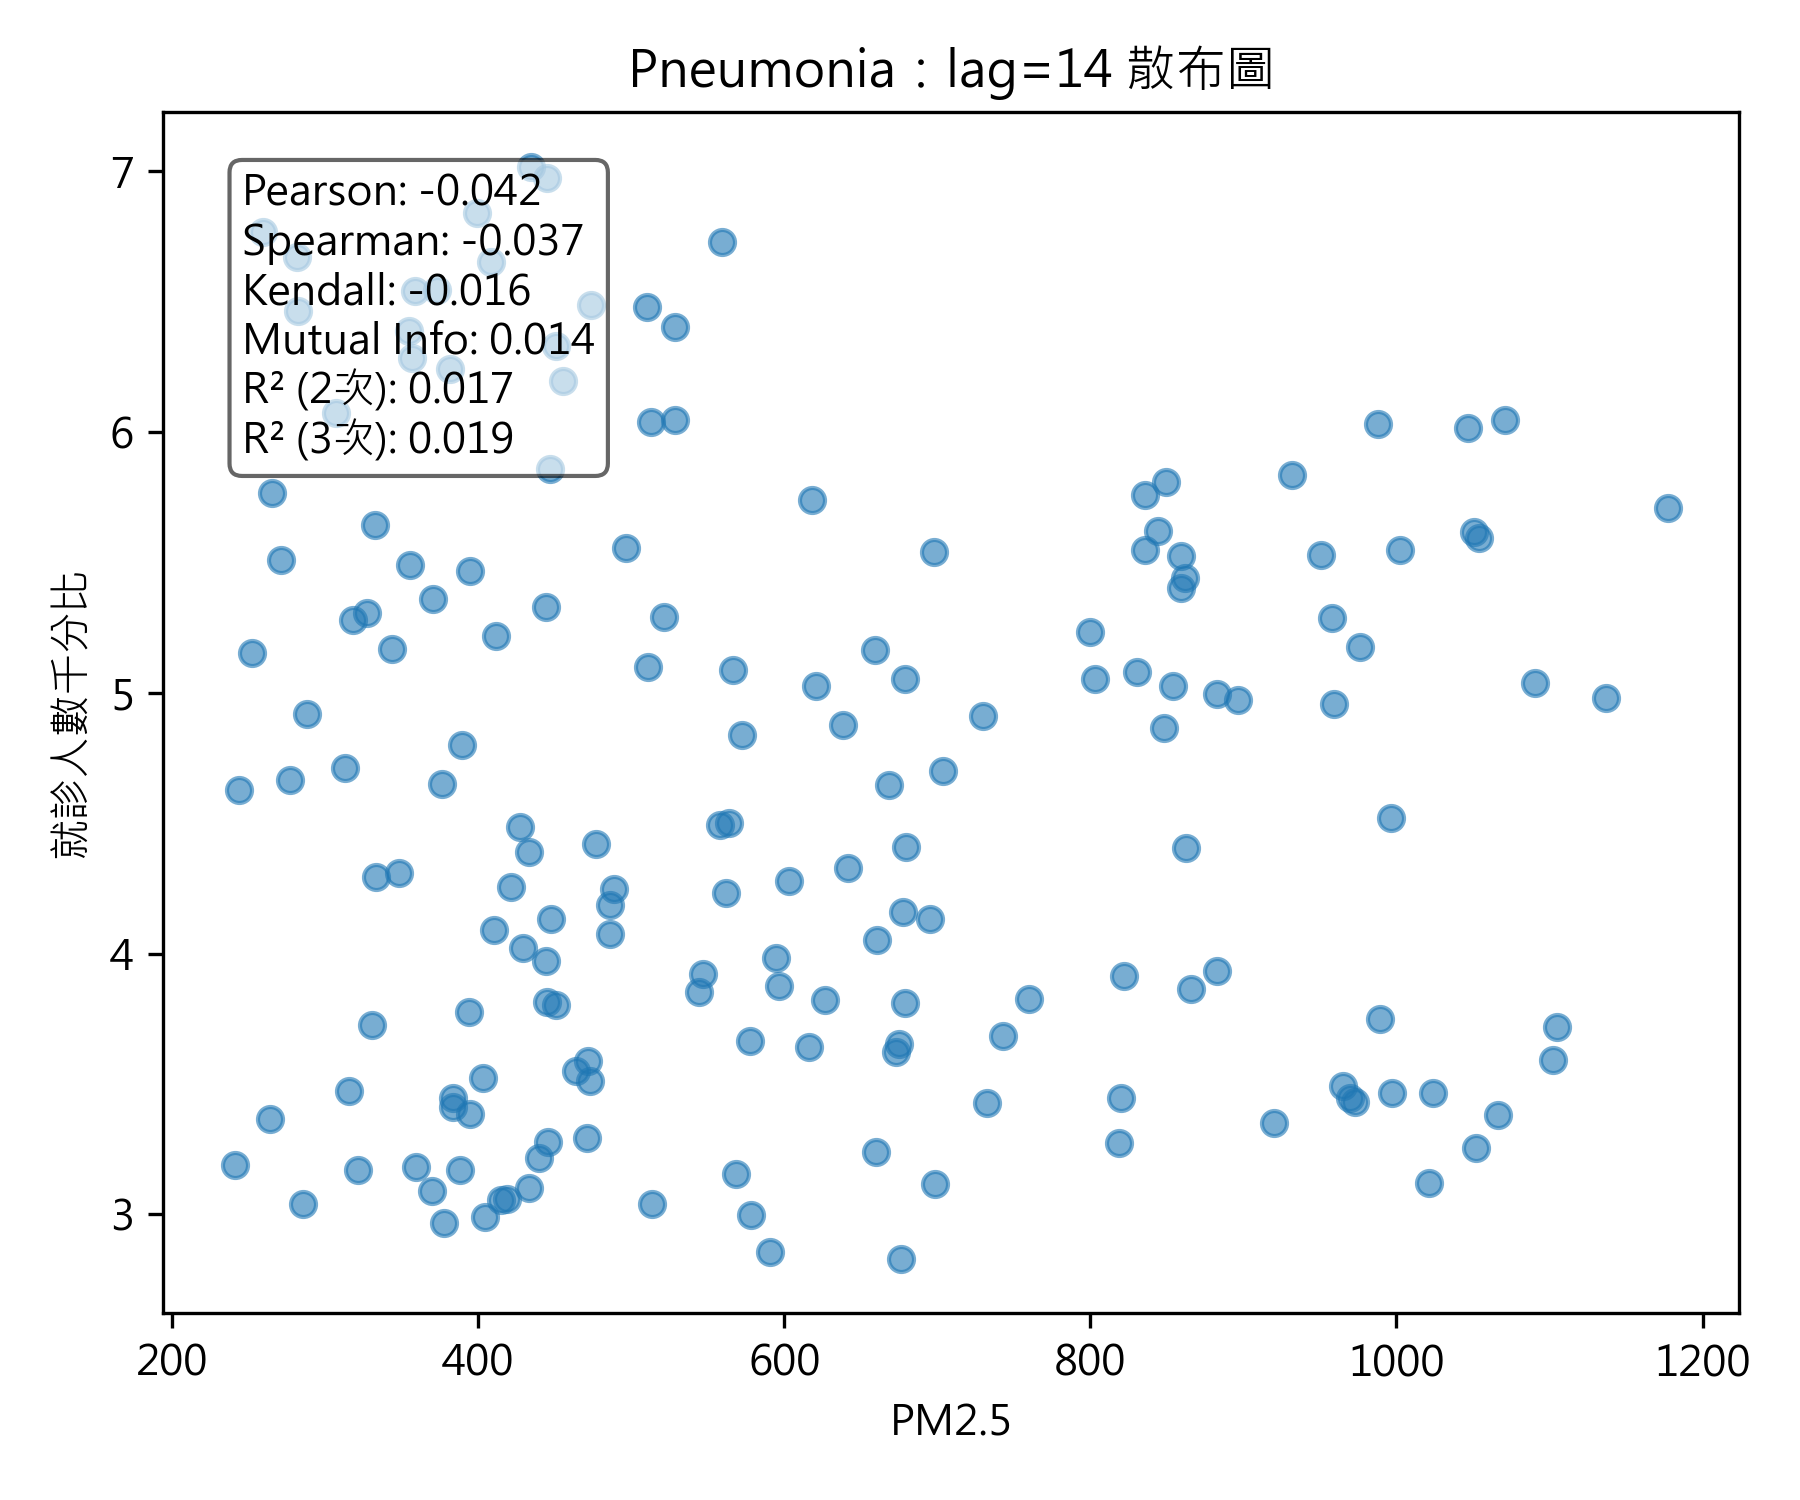 Pneumonia：lag=14 散布圖
Pearson: -0.042
Spearman: -0.037
Kendall: -0.016
Mutual Info: 0.014
R² (2次): 0.017
R² (3次): 0.019
就診人數千分比
7
6
5
4
3
200 400 600 800 1000 1200
PM2.5